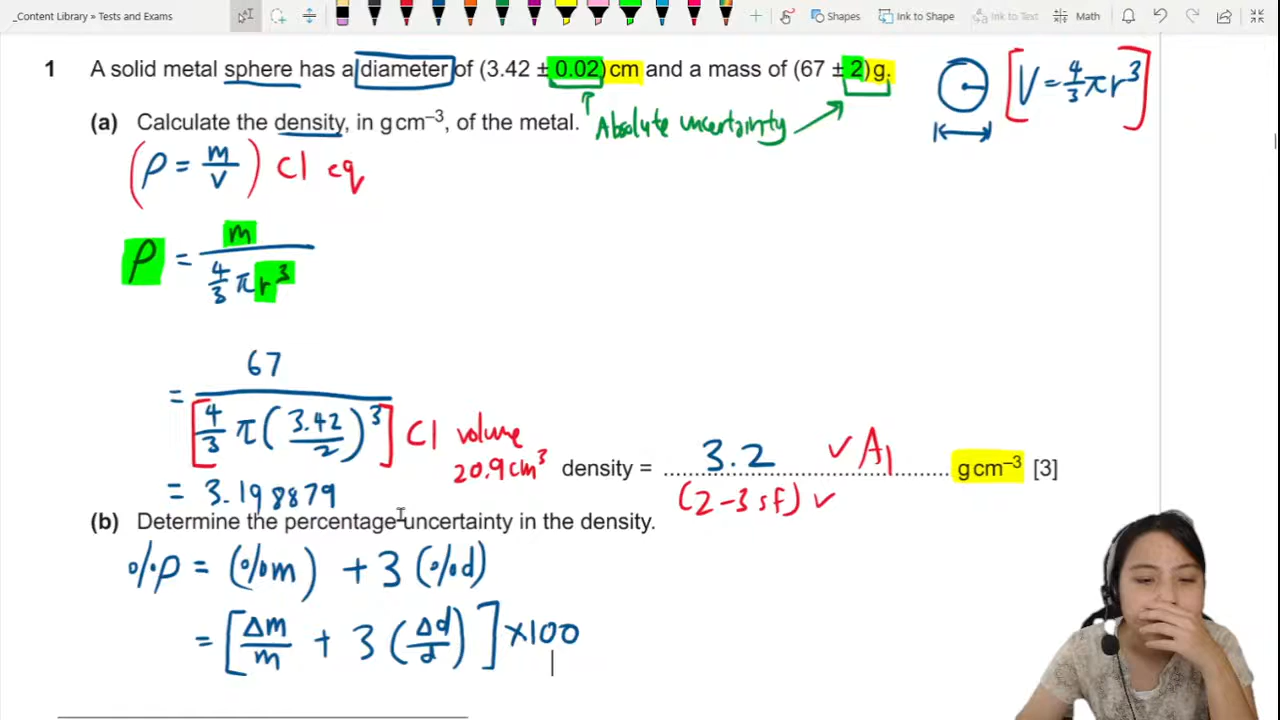 _Content Library » Tests and Exams
Shapes
Ink to Shape
Ink to Text
Math
1 A solid metal sphere has a diameter of (3.42 ± 0.02) cm and a mass of (67 ± 2) g.
V = 4/3 πr³
(a) Calculate the density, in g cm⁻³, of the metal.
Absolute uncertainty
(ρ = m/v) C1 eq
ρ = m / 4/3 πr³
= 67 / [4/3 π(3.42/2)³] C1 volume
20.9cm³
density = 3.2 ✓ A1 g cm⁻³ [3]
= 3.198879
(2-3 sf) ✓
(b) Determine the percentage uncertainty in the density.
%ρ = (%m) + 3 (%d)
= [Δm/m + 3 (Δd/d)] ×100